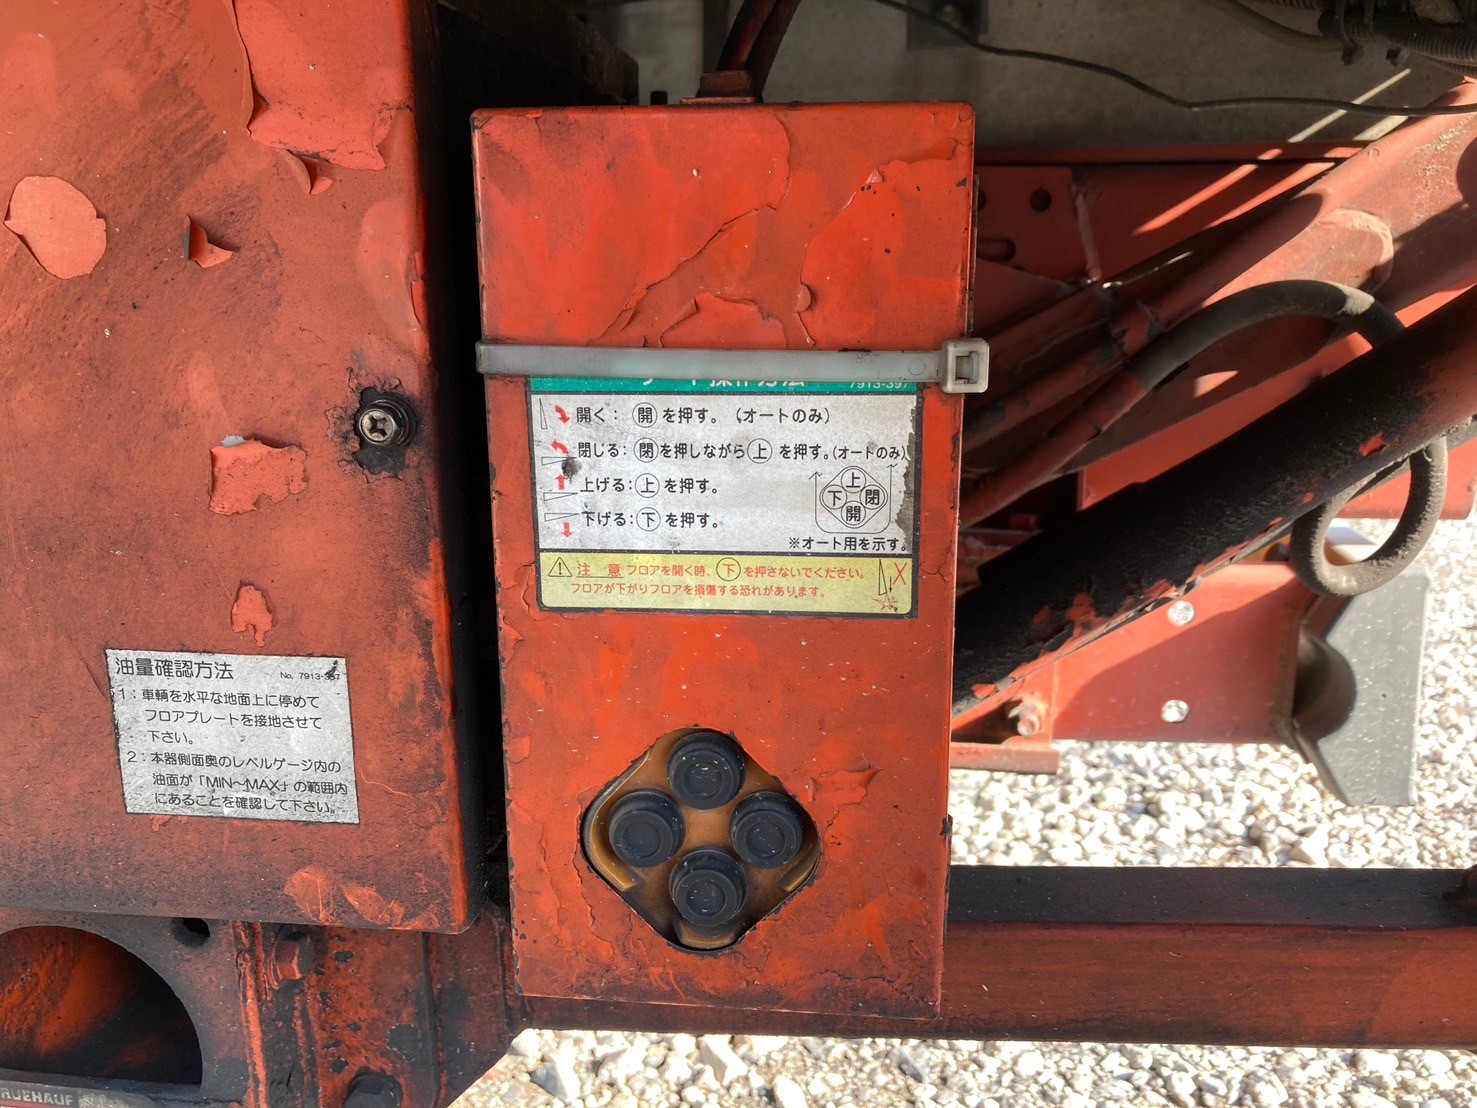 操作方法 7913-397
開く: 開を押す。(オートのみ)
閉じる: 閉を押しながら上を押す。(オートのみ)
上げる: 上を押す。
下げる: 下を押す。
上
下 閉
開
※オート用を示す。
注 意 フロアを開く時、下を押さないでください。
フロアが下がりフロアを損傷する恐れがあります。
油量確認方法 No. 7913-397
1:車輌を水平な地面上に停めて
フロアプレートを接地させて
下さい。
2:本器側面奥のレベルゲージ内の
油面が「MIN~MAX」の範囲内
にあることを確認して下さい。
RUEHAUF